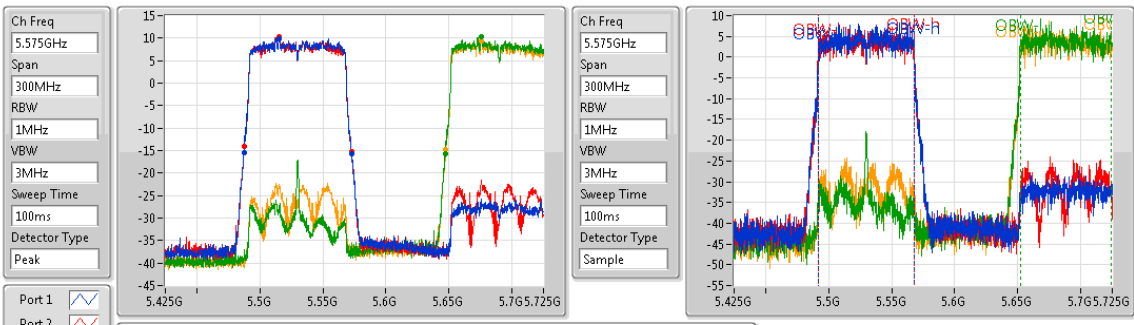 Ch Freq
5.575GHz
Span
300MHz
RBW
1MHz
VBW
3MHz
Sweep Time
100ms
Detector Type
Peak
Port 1
Port 2
15
10
5
0
-5
-10
-15
-20
-25
-30
-35
-40
-45
5.425G 5.5G 5.55G 5.6G 5.65G 5.7G 5.725G
Ch Freq
5.575GHz
Span
300MHz
RBW
1MHz
VBW
3MHz
Sweep Time
100ms
Detector Type
Sample
10
5
0
-5
-10
-15
-20
-25
-30
-35
-40
-45
-50
-55
OBW-h
5.425G 5.5G 5.55G 5.6G 5.65G 5.7G 5.725G